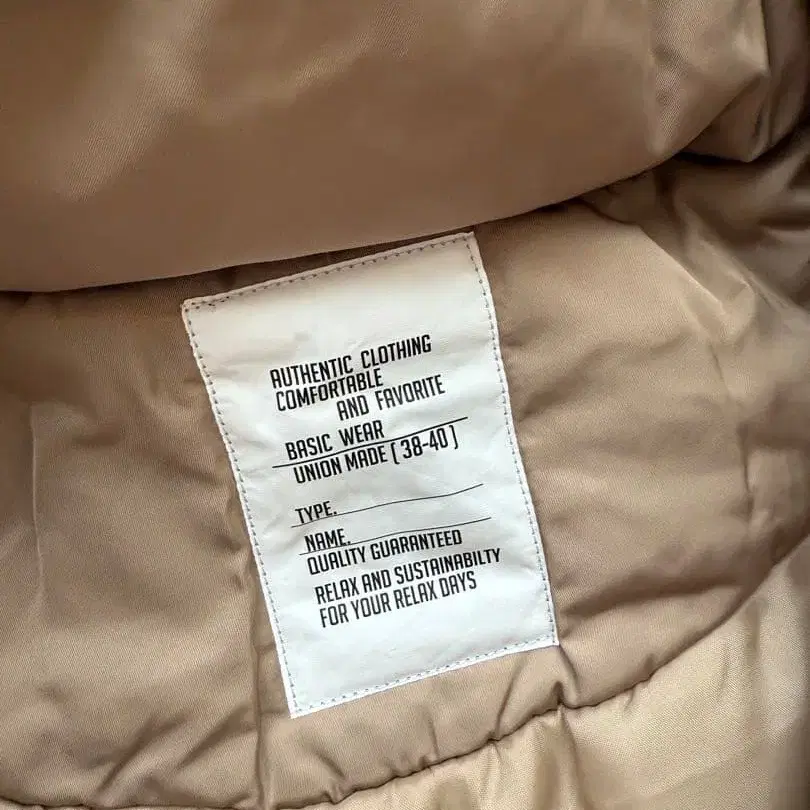 AUTHENTIC CLOTHING
COMFORTABLE
AND FAVORITE
BASIC WEAR
UNION MADE [ 38-40 ]
TYPE.
NAME.
QUALITY GUARANTEED
RELAX AND SUSTAINABILTY
FOR YOUR RELAX DAYS